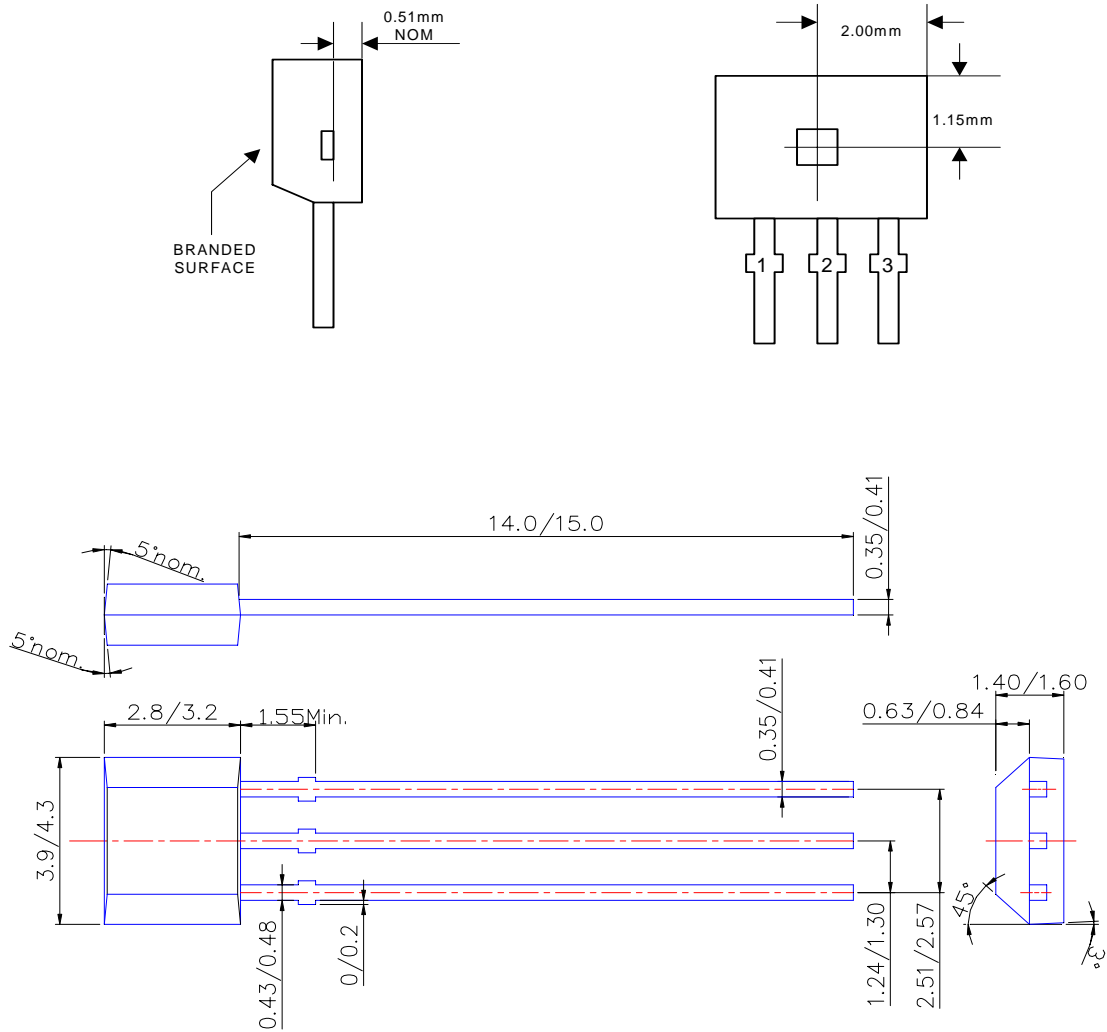 0.51mm
NOM
2.00mm
1.15mm
BRANDED
SURFACE
1
2
3
14.0/15.0
0.35/0.41
5°nom.
5°nom.
2.8/3.2
1.55Min.
0.35/0.41
1.40/1.60
0.63/0.84
3.9/4.3
0.43/0.48
0/0.2
1.24/1.30
2.51/2.57
45°
3°